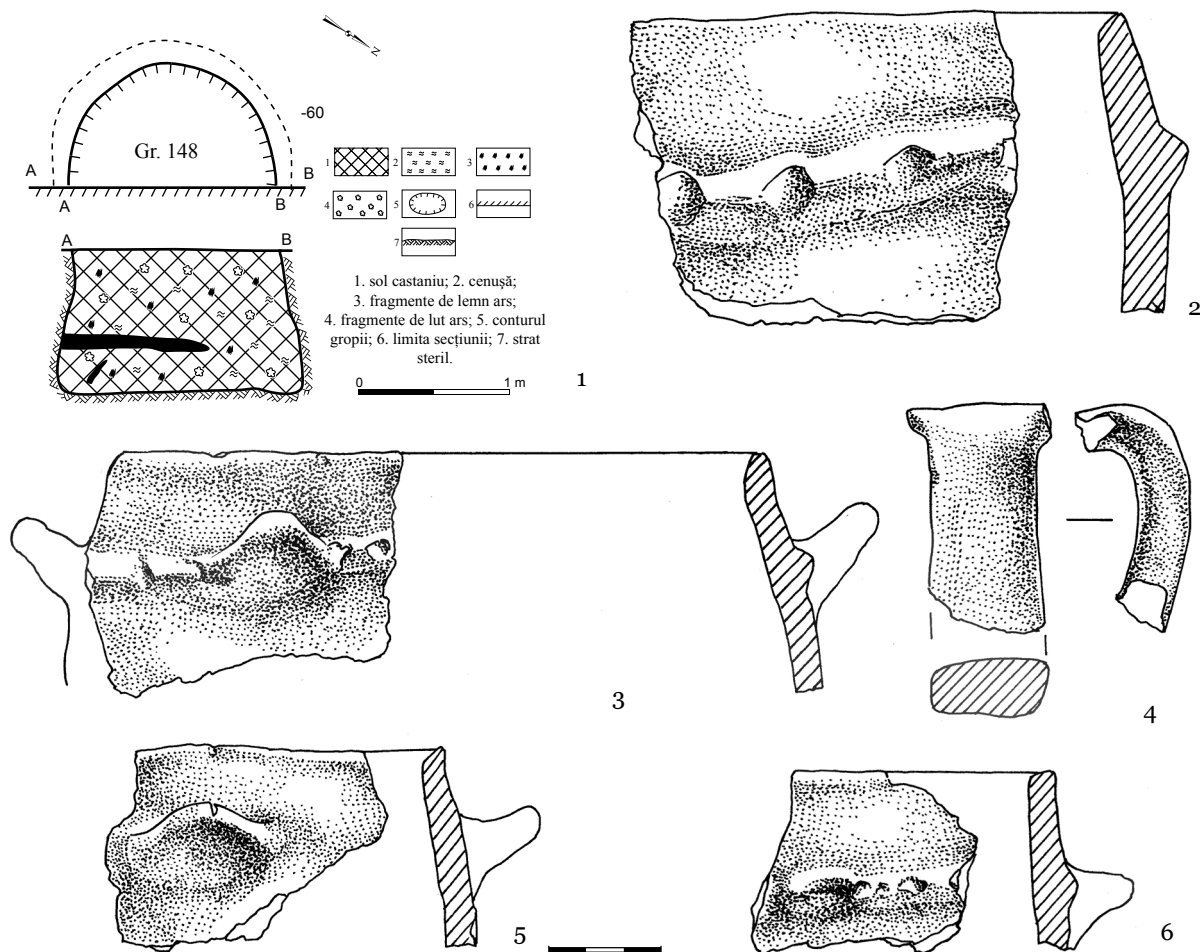 N
-60
Gr. 148
A
B
A
B
1
2
3
4
5
6
7
A
B
1. sol castaniu; 2. cenușă;
3. fragmente de lemn ars;
4. fragmente de lut ars; 5. conturul
gropii; 6. limita secțiunii; 7. strat
steril.
0
1 m
1
2
3
4
5
6